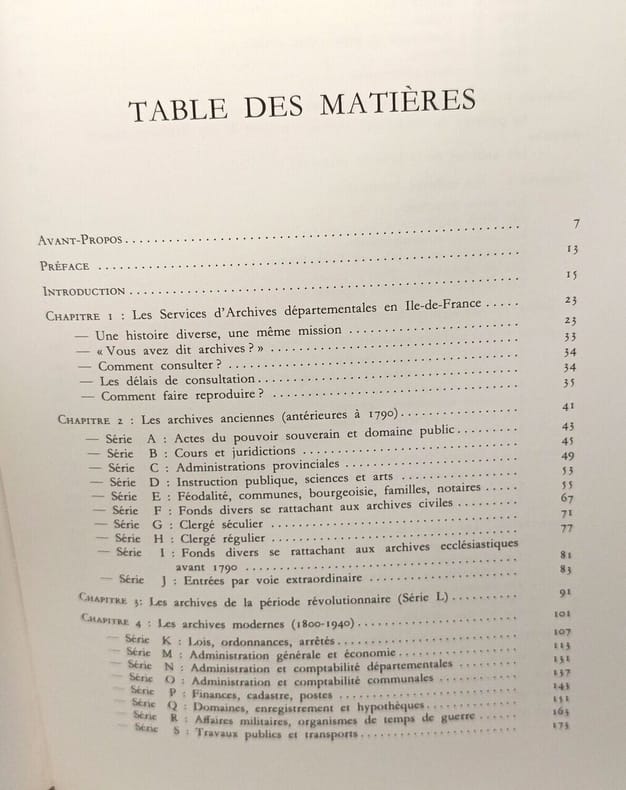 TABLE DES MATIÈRES
AVANT-PROPOS . . . . . 7
PRÉFACE . . . . . 13
INTRODUCTION . . . . . 15
CHAPITRE 1 : Les Services d'Archives départementales en Ile-de-France . . . . . 23
— Une histoire diverse, une même mission . . . . . 23
— « Vous avez dit archives ? » . . . . . 33
— Comment consulter ? . . . . . 34
— Les délais de consultation . . . . . 34
— Comment faire reproduire ? . . . . . 35
CHAPITRE 2 : Les archives anciennes (antérieures à 1790) . . . . . 41
— Série A : Actes du pouvoir souverain et domaine public . . . . . 43
— Série B : Cours et juridictions . . . . . 45
— Série C : Administrations provinciales . . . . . 49
— Série D : Instruction publique, sciences et arts . . . . . 53
— Série E : Féodalité, communes, bourgeoisie, familles, notaires . . . . . 55
— Série F : Fonds divers se rattachant aux archives civiles . . . . . 67
— Série G : Clergé séculier . . . . . 71
— Série H : Clergé régulier . . . . . 77
— Série I : Fonds divers se rattachant aux archives ecclésiastiques
avant 1790 . . . . . 81
— Série J : Entrées par voie extraordinaire . . . . . 83
CHAPITRE 3: Les archives de la période révolutionnaire (Série L) . . . . . 91
CHAPITRE 4 : Les archives modernes (1800-1940) . . . . . 101
— Série K : Lois, ordonnances, arrêtés . . . . . 107
— Série M : Administration générale et économie . . . . . 113
— Série N : Administration et comptabilité départementales . . . . . 131
— Série O : Administration et comptabilité communales . . . . . 137
— Série P : Finances, cadastre, postes . . . . . 143
— Série Q : Domaines, enregistrement et hypothèques . . . . . 151
— Série R : Affaires militaires, organismes de temps de guerre . . . . . 163
— Série S : Travaux publics et transports . . . . . 175